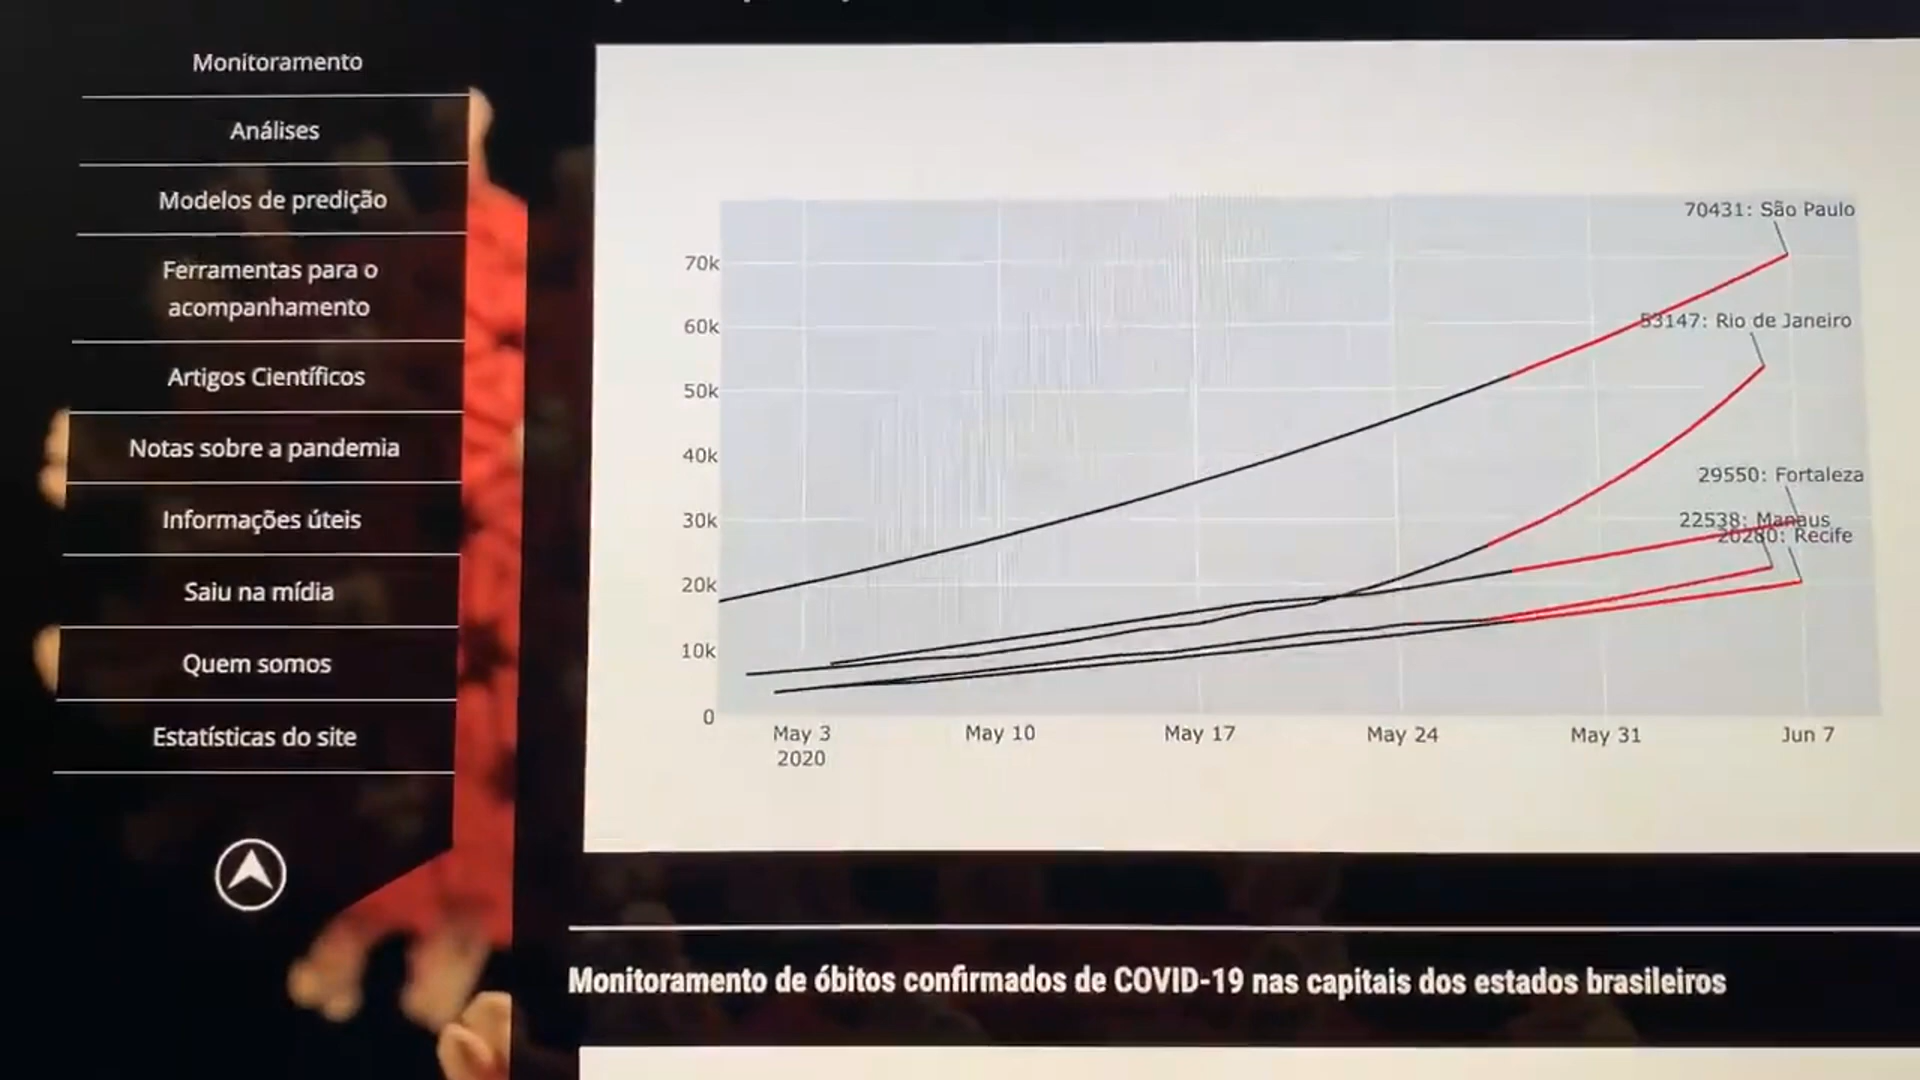 Monitoramento
Análises
Modelos de predição
Ferramentas para o
acompanhamento
Artigos Científicos
Notas sobre a pandemia
Informações úteis
Saiu na mídia
Quem somos
Estatísticas do site
70431: São Paulo
70k
60k
53147: Rio de Janeiro
50k
40k
29550: Fortaleza
30k
22538: Manaus
20280: Recife
20k
10k
0
May 3
2020
May 10
May 17
May 24
May 31
Jun 7
Monitoramento de óbitos confirmados de COVID-19 nas capitais dos estados brasileiros